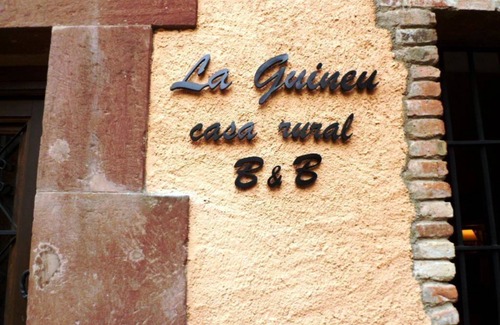 La Guineu
casa rural
B & B